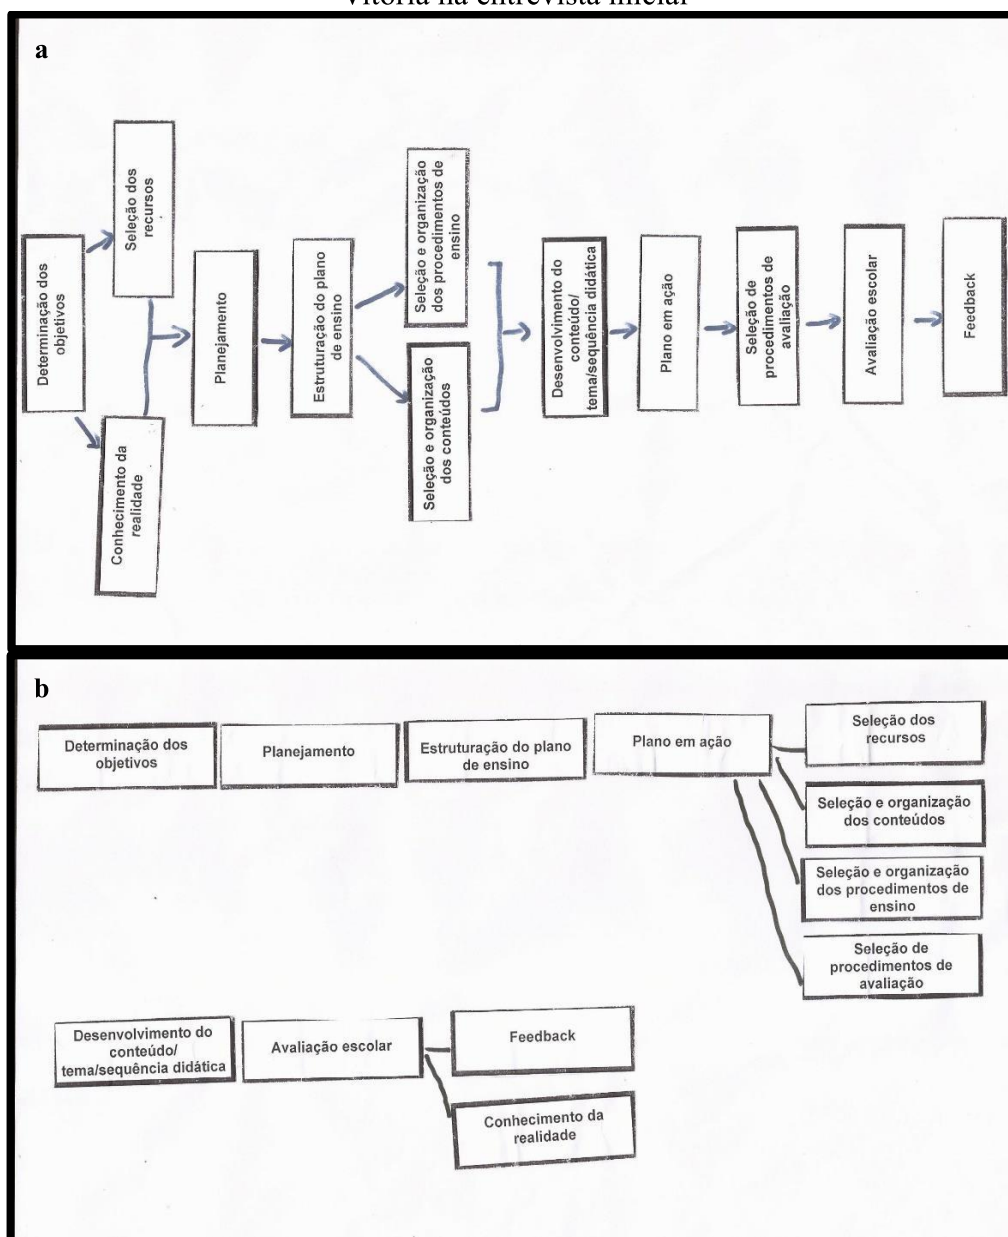 Vitória na entrevista inicial
a
Determinação dos
objetivos
Seleção dos
recursos
Conhecimento da
realidade
Planejamento
Estruturação do plano
de ensino
Seleção e organização
dos procedimentos de
ensino
Seleção e organização
dos conteúdos
Desenvolvimento do
conteúdo/
tema/sequência didática
Plano em ação
Seleção de
procedimentos de
avaliação
Avaliação escolar
Feedback
b
Determinação dos
objetivos
Planejamento
Estruturação do plano
de ensino
Plano em ação
Seleção dos
recursos
Seleção e organização
dos conteúdos
Seleção e organização
dos procedimentos de
ensino
Seleção de
procedimentos de
avaliação
Desenvolvimento do
conteúdo/
tema/sequência didática
Avaliação escolar
Feedback
Conhecimento da
realidade